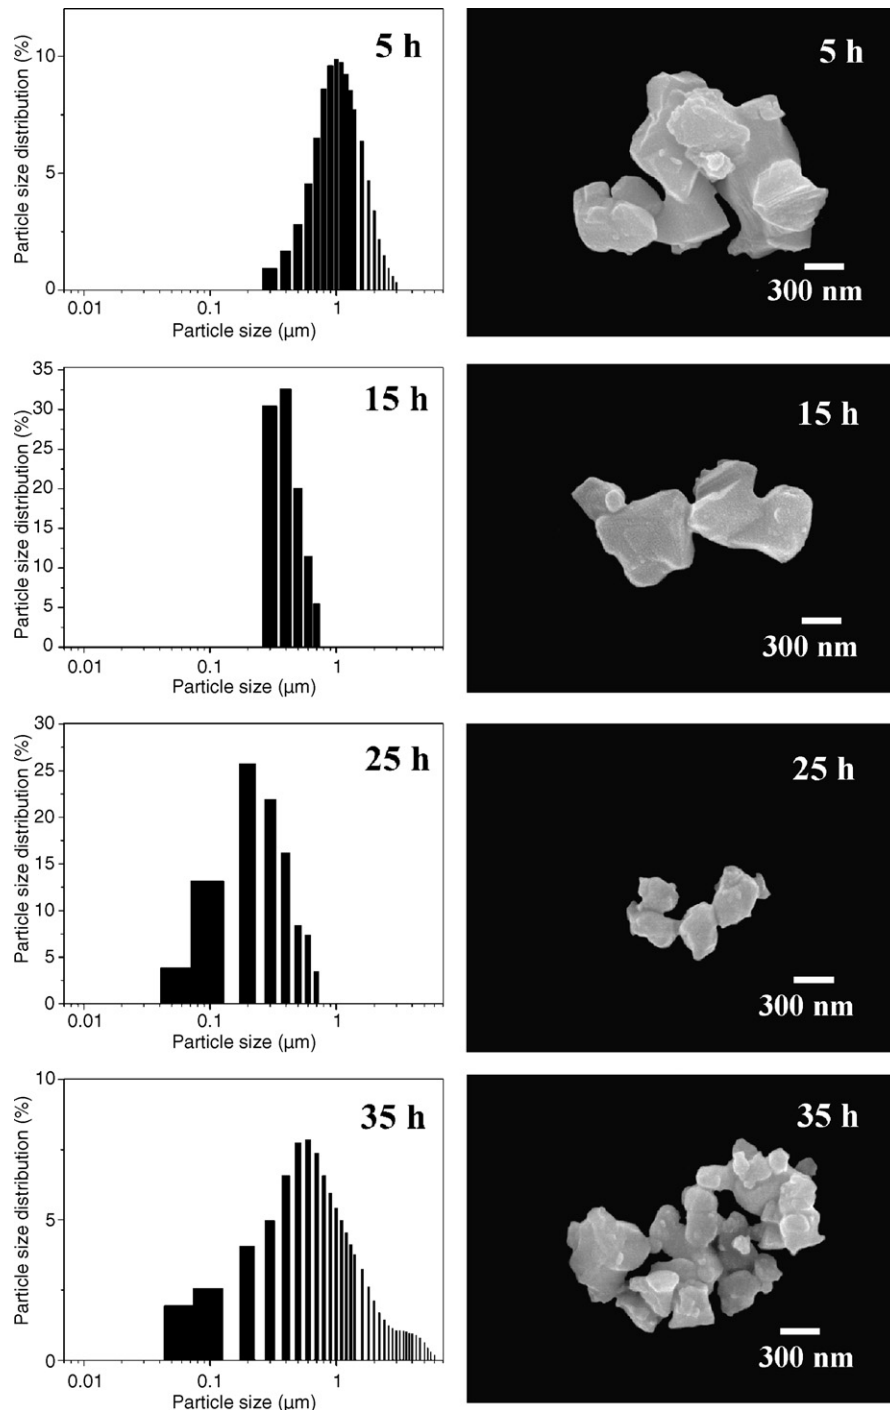 5 h
Particle size distribution (%)
10
5
0
0.01 0.1 1
Particle size (μm)
5 h
300 nm
15 h
Particle size distribution (%)
35
30
25
20
15
10
5
0
0.01 0.1 1
Particle size (μm)
15 h
300 nm
25 h
Particle size distribution (%)
30
25
20
15
10
5
0
0.01 0.1 1
Particle size (μm)
25 h
300 nm
35 h
Particle size distribution (%)
10
5
0
0.01 0.1 1
Particle size (μm)
35 h
300 nm